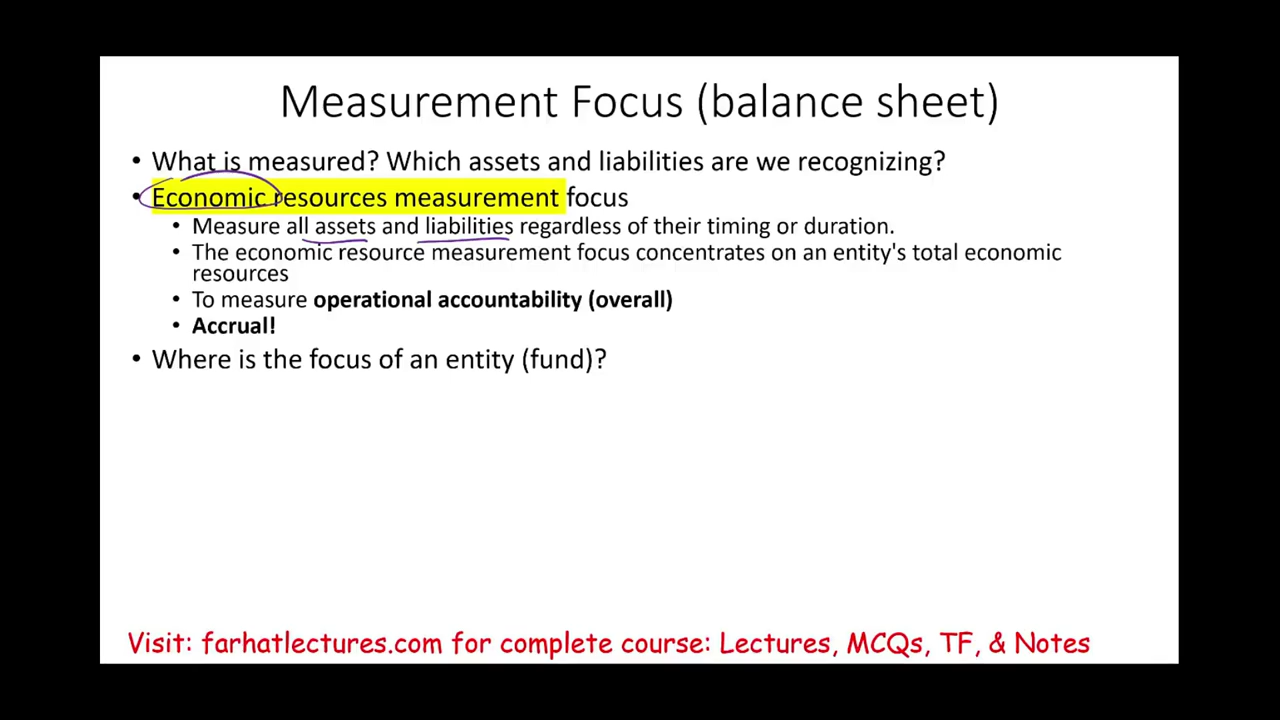 Measurement Focus (balance sheet)
• What is measured? Which assets and liabilities are we recognizing?
• Economic resources measurement focus
• Measure all assets and liabilities regardless of their timing or duration.
• The economic resource measurement focus concentrates on an entity's total economic
resources
• To measure operational accountability (overall)
• Accrual!
• Where is the focus of an entity (fund)?
Visit: farhatlectures.com for complete course: Lectures, MCQs, TF, & Notes